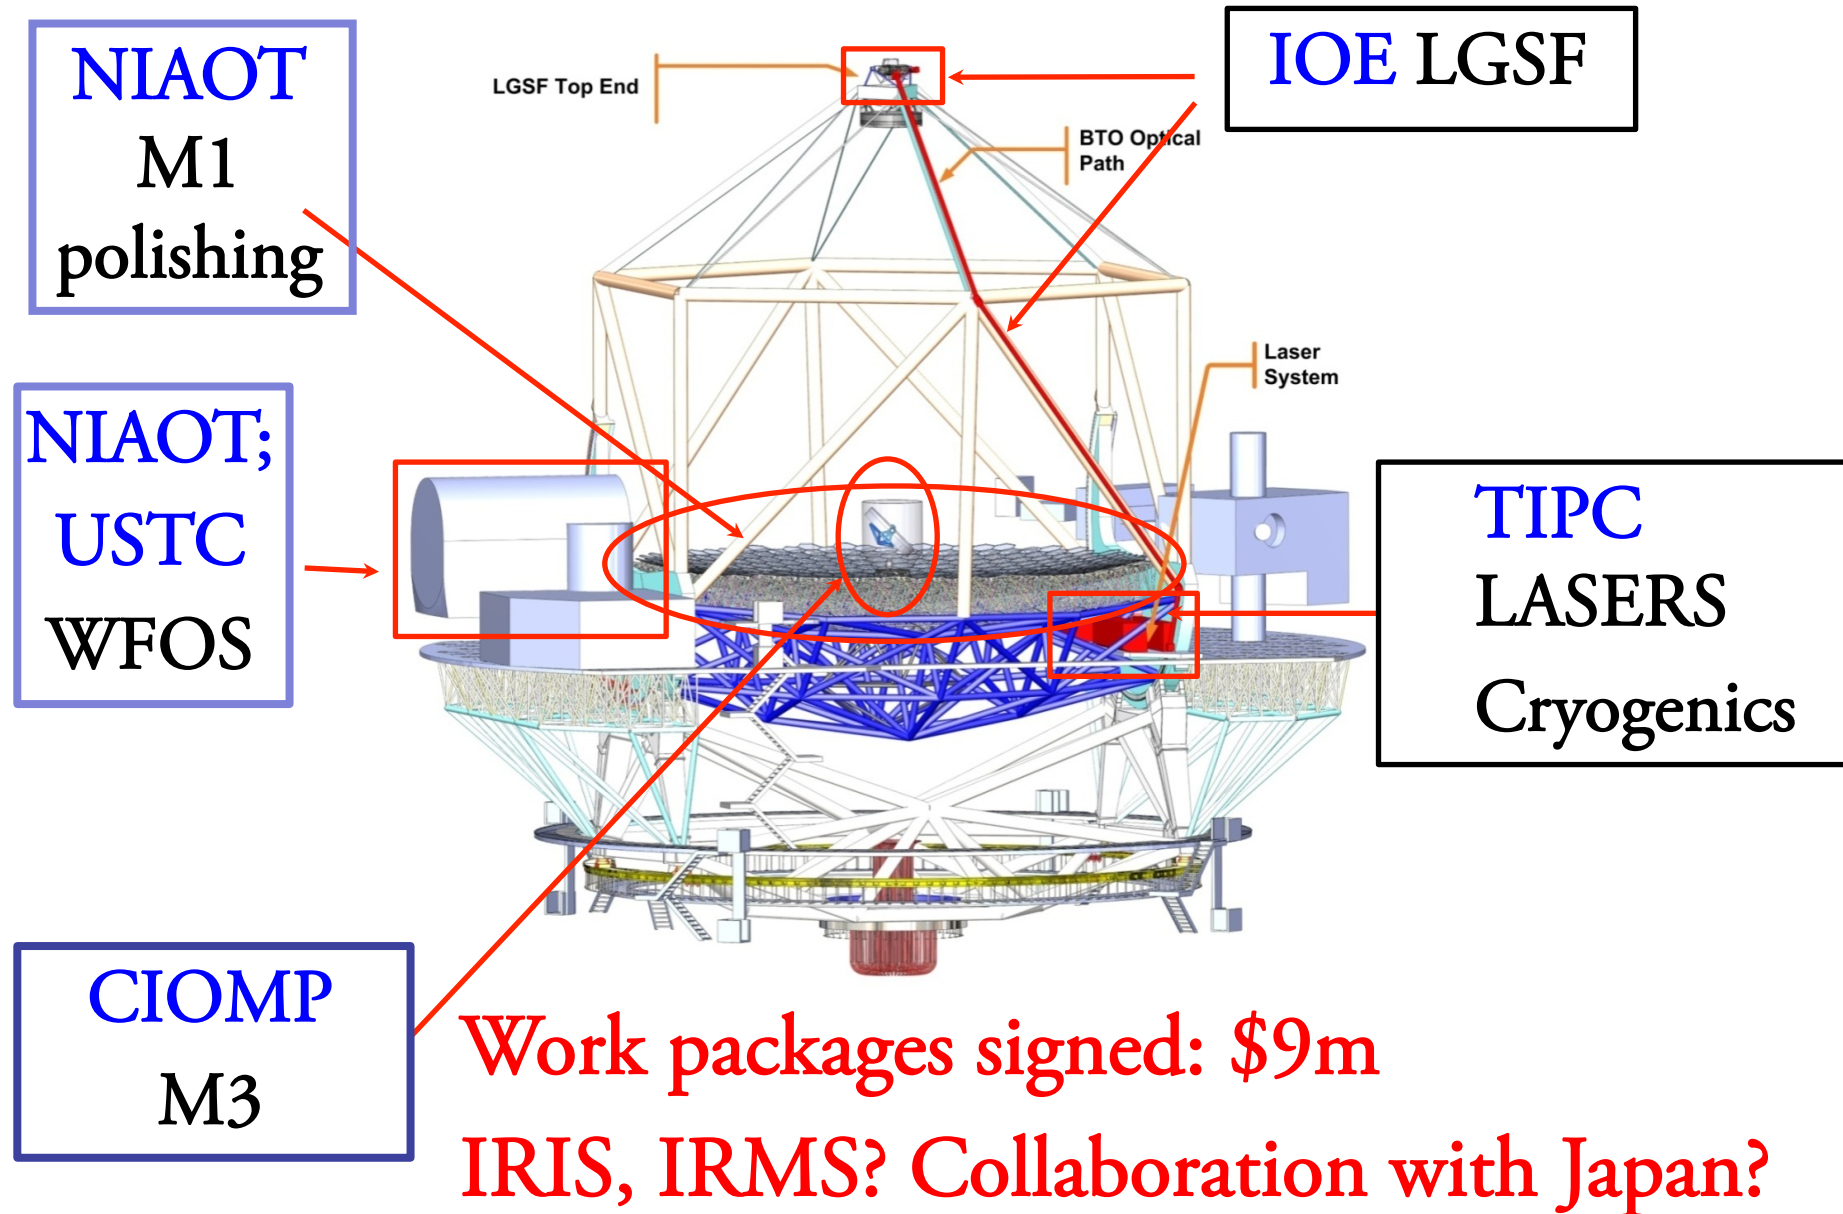 NIAOT
M1
polishing
LGSF Top End
IOE LGSF
BTO Optical
Path
Laser
System
NIAOT;
USTC
WFOS
TIPC
LASERS
Cryogenics
CIOMP
M3
Work packages signed: $9m
IRIS, IRMS? Collaboration with Japan?